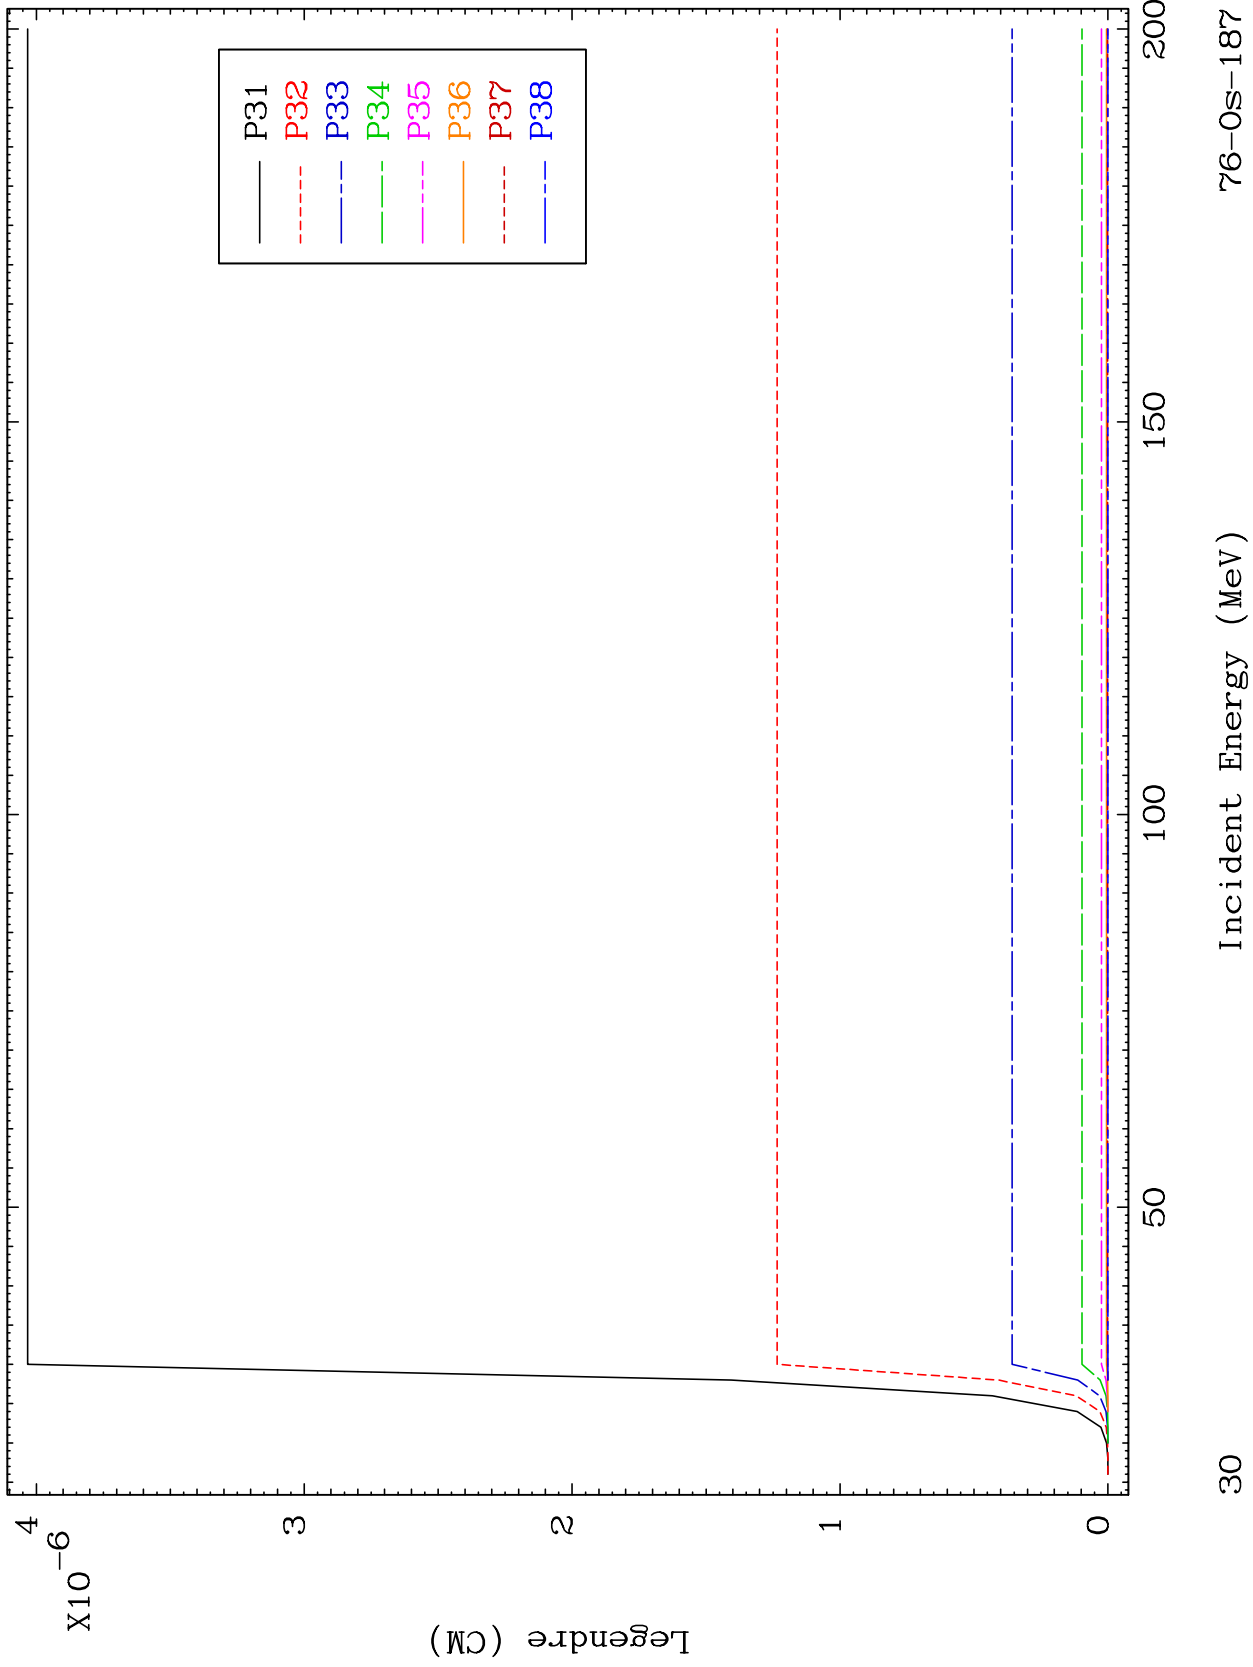 4
X10
-6
3
2
1
0
Legendre (CM)
P31
P32
P33
P34
P35
P36
P37
P38
50
100
150
200
30
Incident Energy (MeV)
76-Os-187